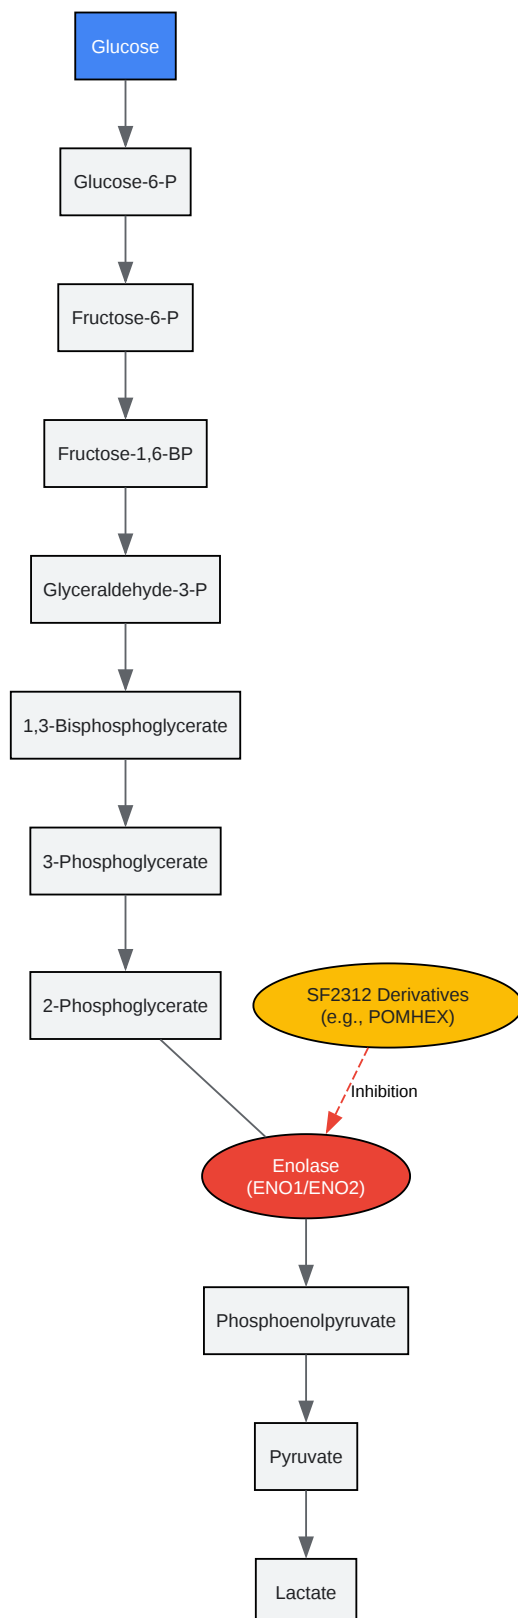 Glucose
Glucose-6-P
Fructose-6-P
Fructose-1,6-BP
Glyceraldehyde-3-P
1,3-Bisphosphoglycerate
3-Phosphoglycerate
2-Phosphoglycerate
SF2312 Derivatives
(e.g., POMHEX)
Inhibition
Enolase
(ENO1/ENO2)
Phosphoenolpyruvate
Pyruvate
Lactate